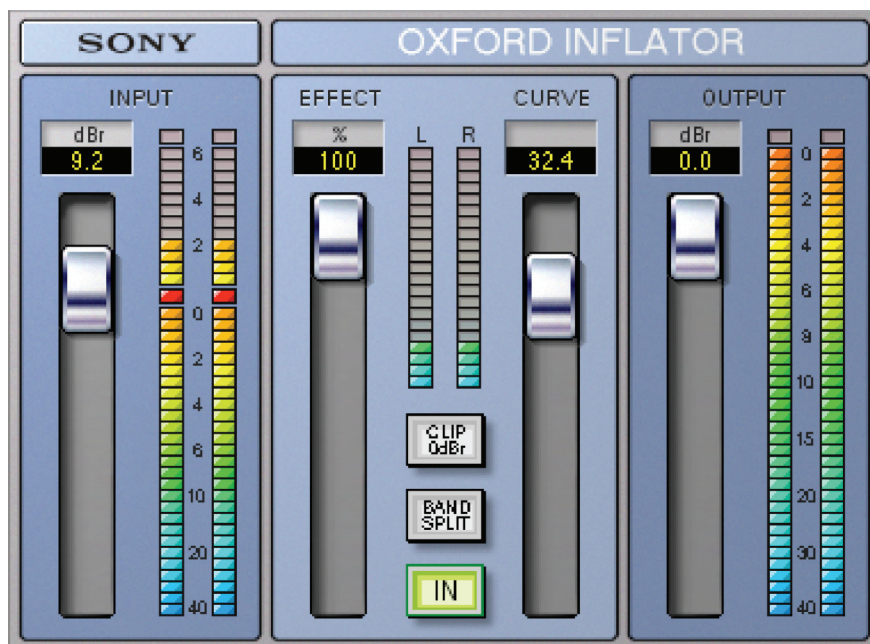 SONY
OXFORD INFLATOR
INPUT
dBr
9.2
6
4
2
0
2
4
6
10
20
40
EFFECT
%
100
L R
CURVE
32.4
CLIP
0dBr
BAND
SPLIT
IN
OUTPUT
dBr
0.0
0
2
4
6
8
10
15
20
30
40